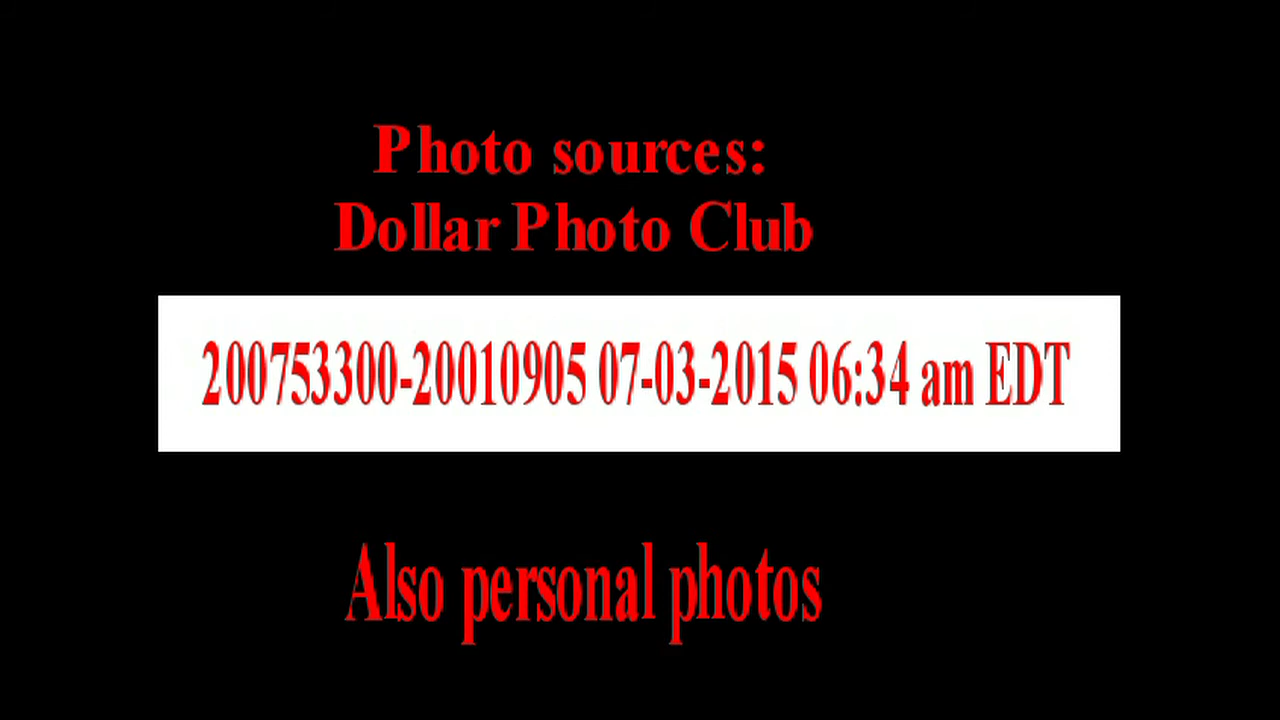 Photo sources:
Dollar Photo Club
200753300-20010905 07-03-2015 06:34 am EDT
Also personal photos